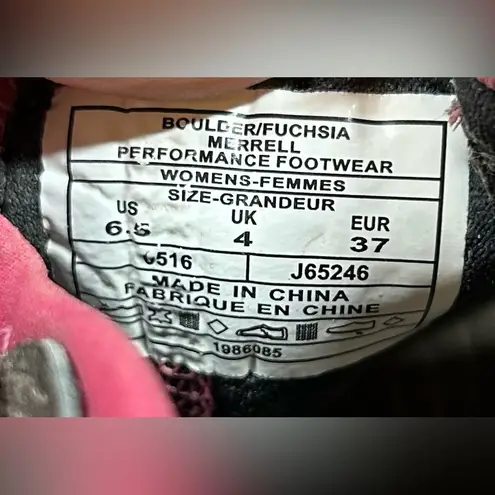 BOULDER/FUCHSIA
MERRELL
PERFORMANCE FOOTWEAR
WOMENS-FEMMES
SIZE-GRANDEUR
US UK EUR
6.5 4 37
6516 J65246
MADE IN CHINA
FABRIQUE EN CHINE
1986085